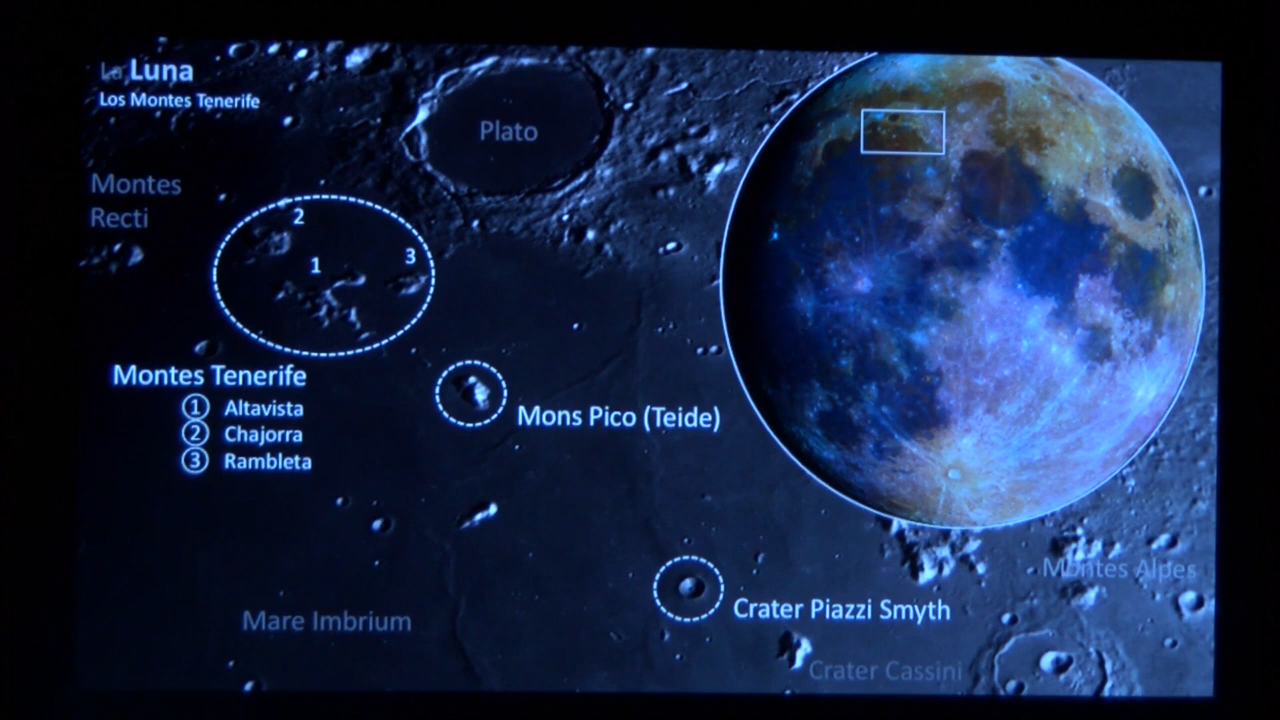 La Luna
Los Montes Tenerife
Plato
Montes
Recti
2
1
3
Montes Tenerife
1 Altavista
2 Chajorra
3 Rambleta
Mons Pico (Teide)
Crater Piazzi Smyth
Mare Imbrium
Montes Alpes
Crater Cassini